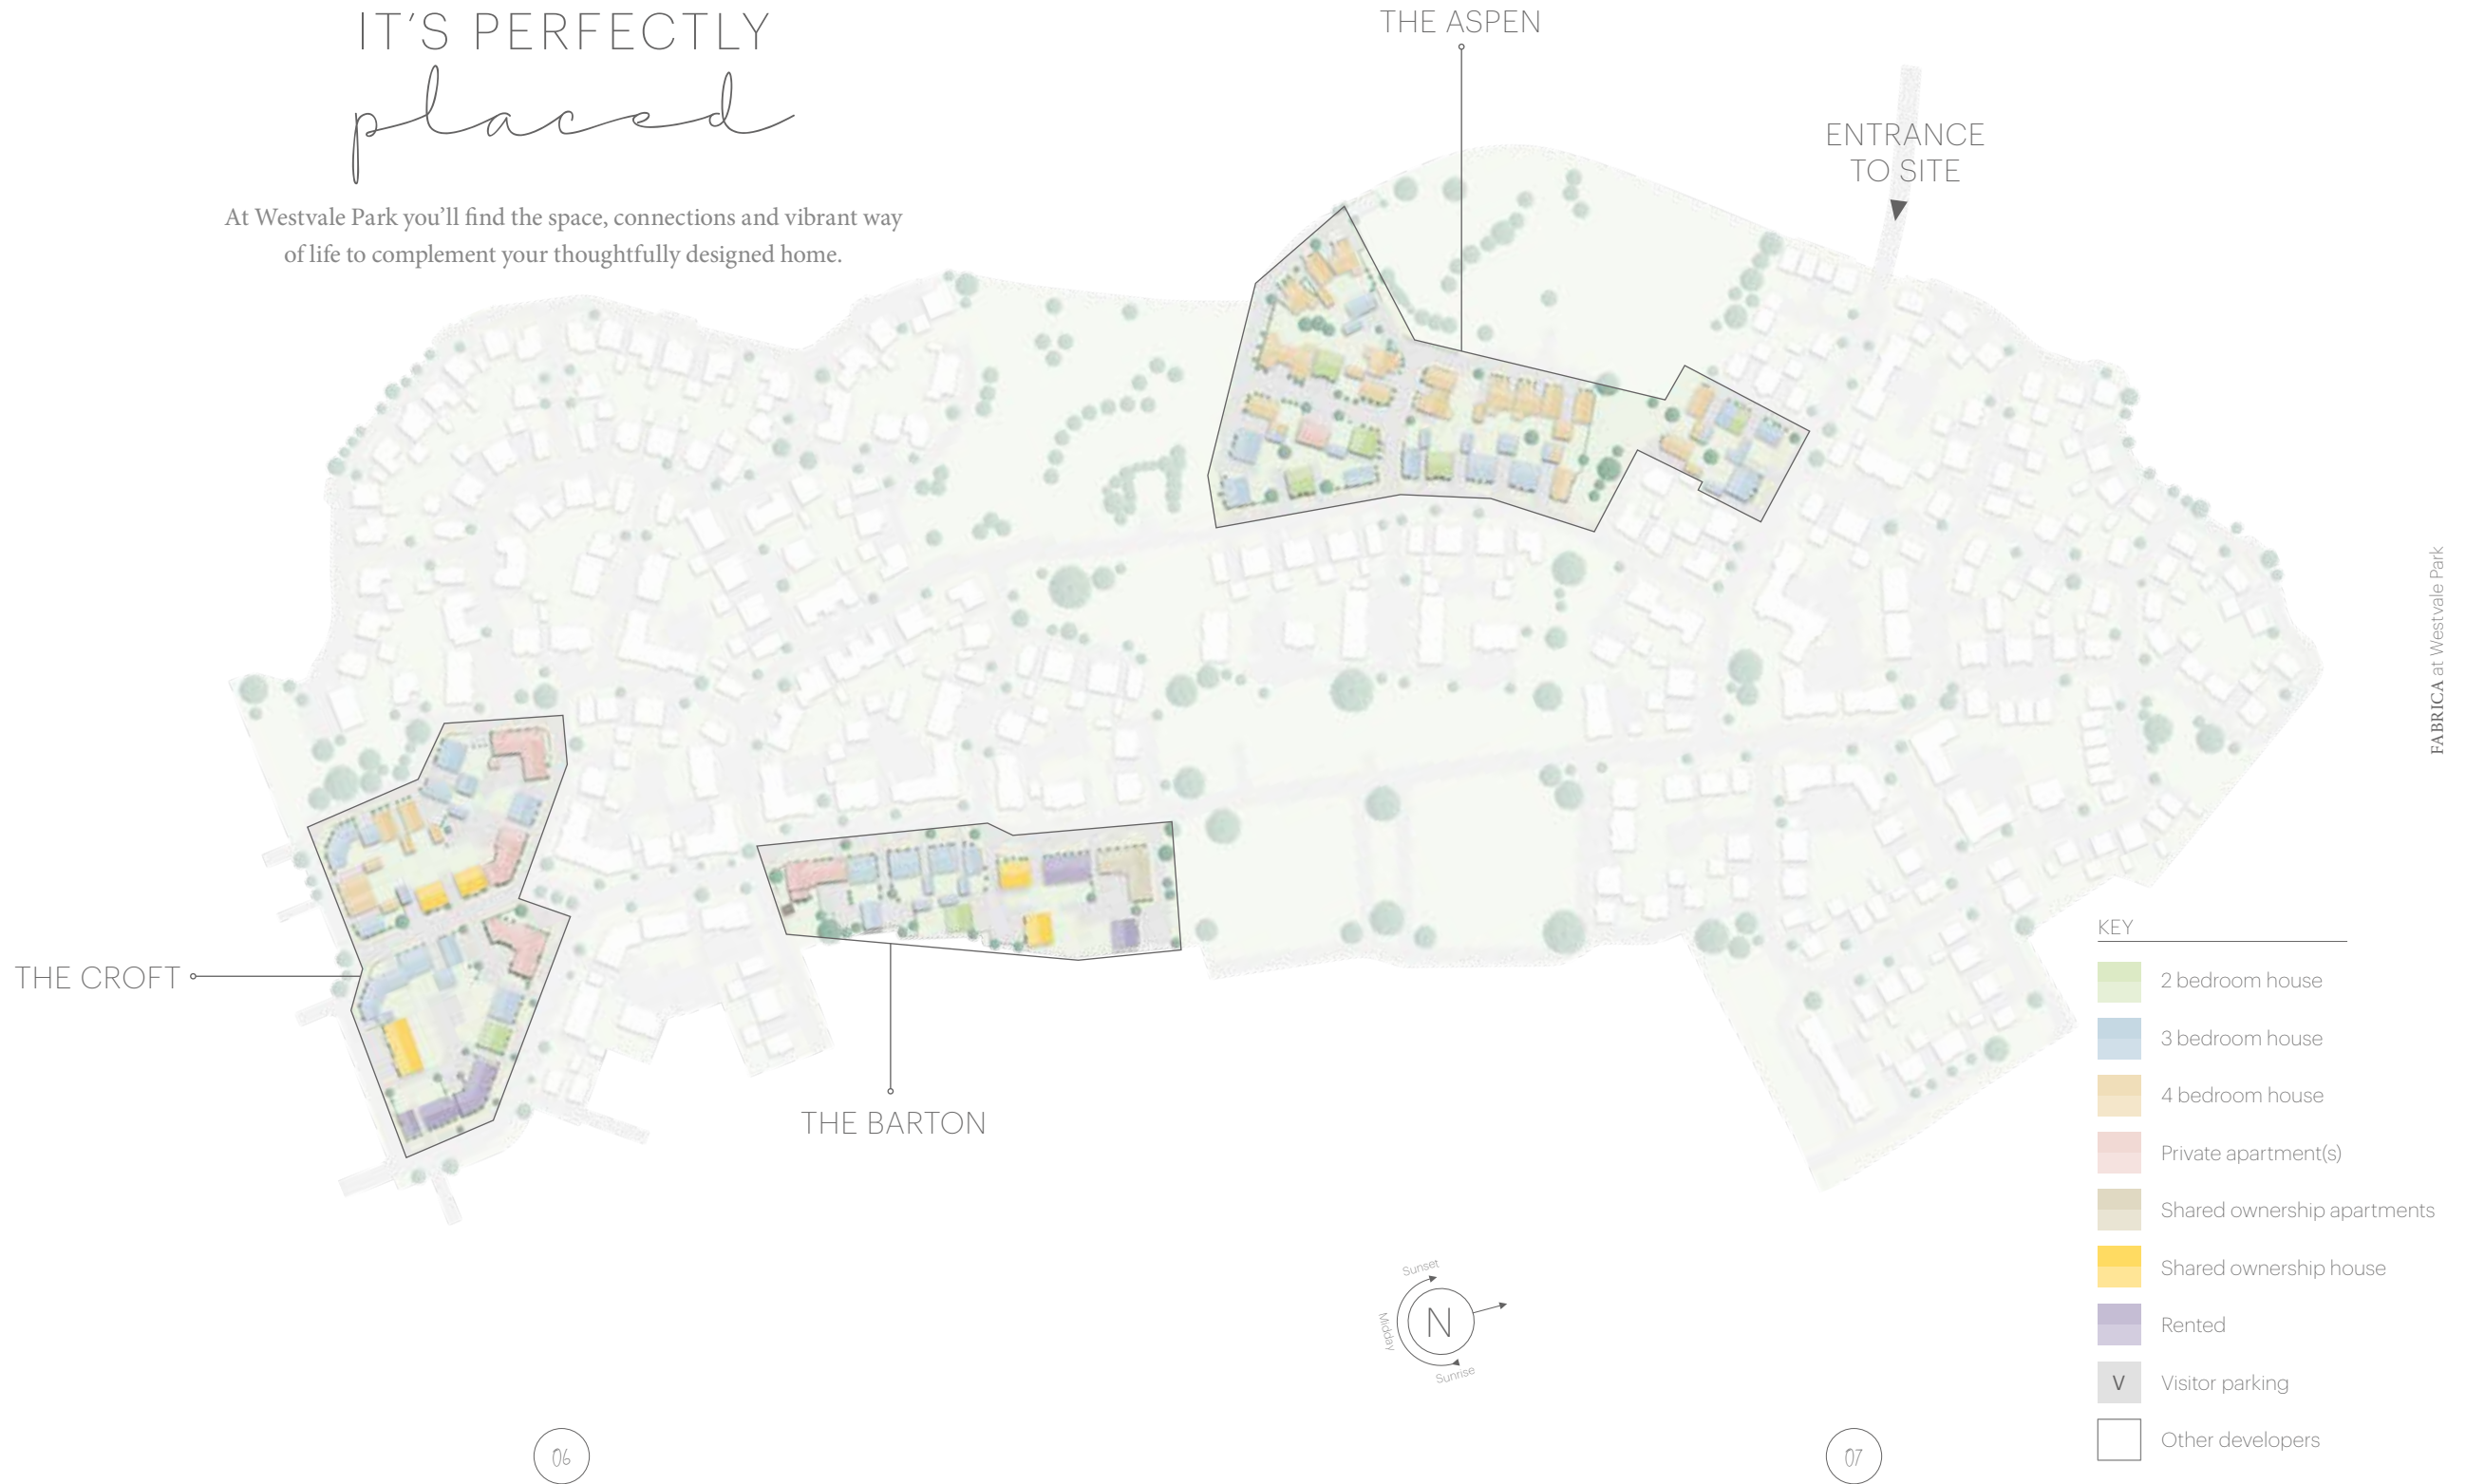 IT’S PERFECTLY
placed
At Westvale Park you’ll find the space, connections and vibrant way
of life to complement your thoughtfully designed home.
THE ASPEN
ENTRANCE
TO SITE
THE CROFT
THE BARTON
FABRICA at Westvale Park
KEY
2 bedroom house
3 bedroom house
4 bedroom house
Private apartment(s)
Shared ownership apartments
Shared ownership house
Rented
V Visitor parking
Other developers
Sunset
Midday
N
Sunrise
06
07